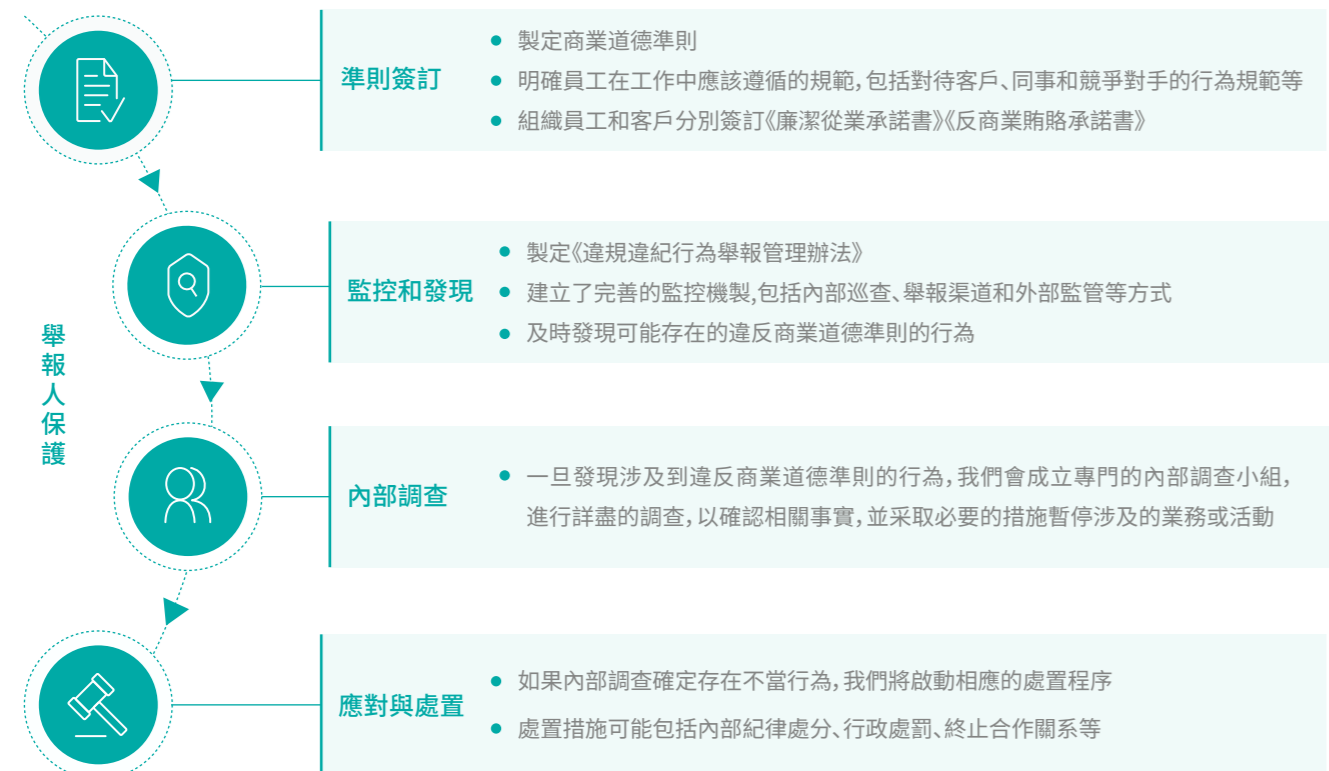 準則簽訂
製定商業道德準則
明確員工在工作中應該遵循的規範,包括對待客戶、同事和競爭對手的行為規範等
組織員工和客戶分別簽訂《廉潔從業承諾書》《反商業賄賂承諾書》
監控和發現
製定《違規違紀行為舉報管理辦法》
建立了完善的監控機製,包括內部巡查、舉報渠道和外部監管等方式
及時發現可能存在的違反商業道德準則的行為
舉報人保護
內部調查
一旦發現涉及到違反商業道德準則的行為,我們會成立專門的內部調查小組,
進行詳盡的調查,以確認相關事實,並采取必要的措施暫停涉及的業務或活動
應對與處置
如果內部調查確定存在不當行為,我們將啟動相應的處置程序
處置措施可能包括內部紀律處分、行政處罰、終止合作關系等